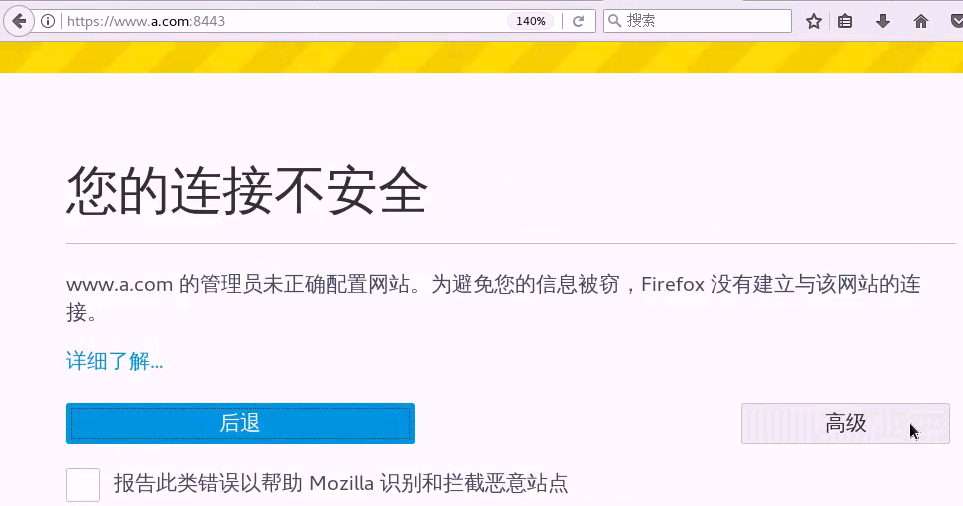 https://www.a.com:8443
140%
搜索
您的连接不安全
www.a.com 的管理员未正确配置网站。为避免您的信息被窃，Firefox 没有建立与该网站的连
接。
详细了解...
后退
高级
报告此类错误以帮助 Mozilla 识别和拦截恶意站点